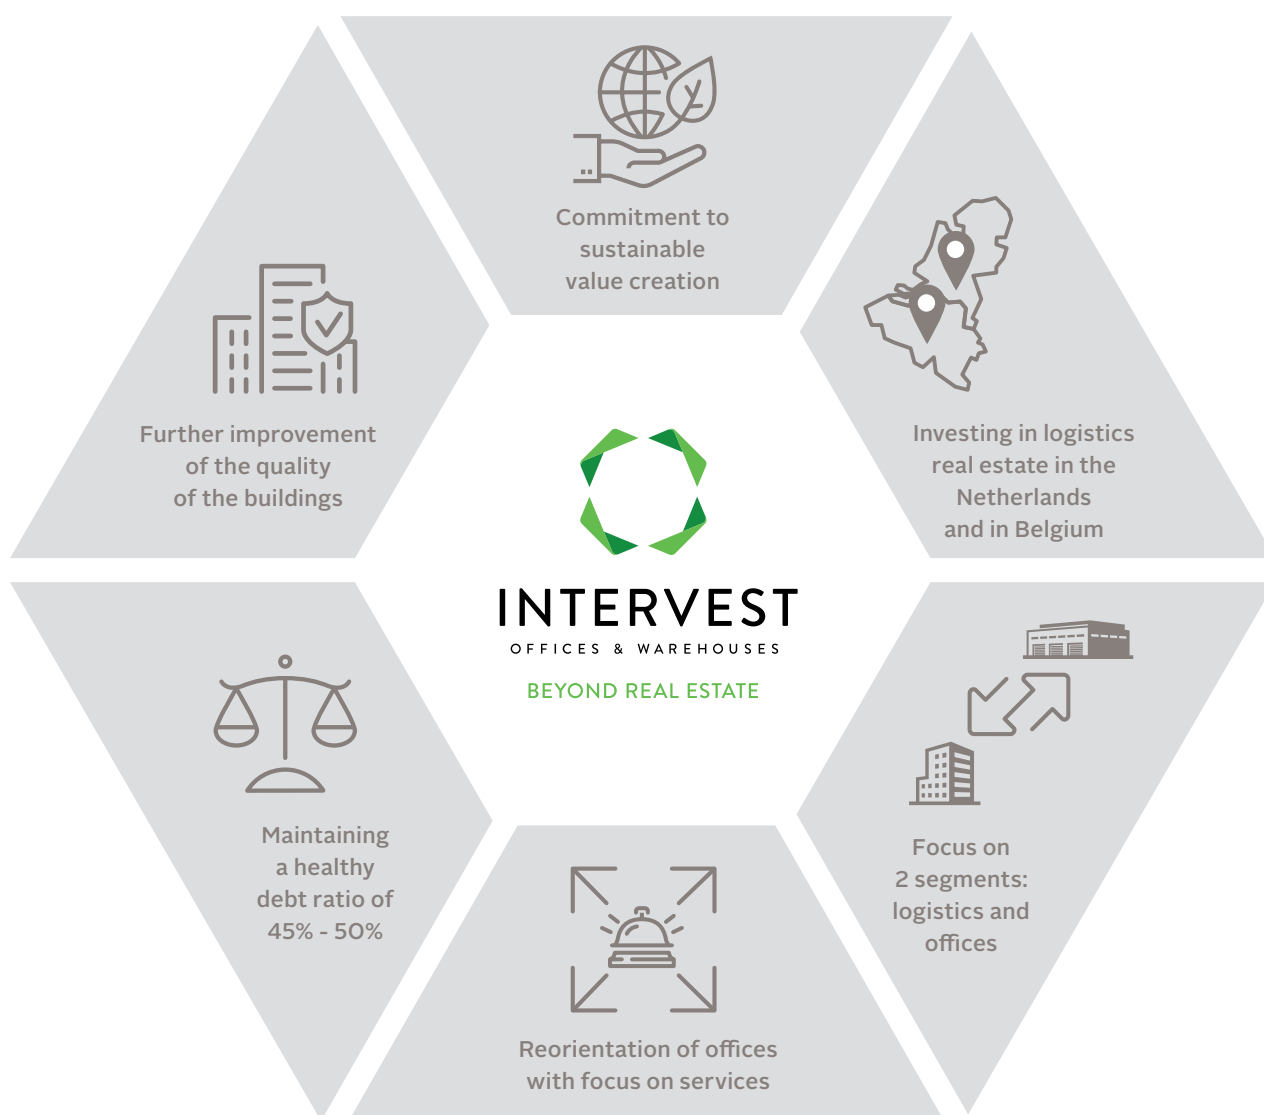 Commitment to
sustainable
value creation
Further improvement
of the quality
of the buildings
Investing in logistics
real estate in the
Netherlands
and in Belgium
INTERVEST
OFFICES & WAREHOUSES
BEYOND REAL ESTATE
Maintaining
a healthy
debt ratio of
45% - 50%
Focus on
2 segments:
logistics and
offices
Reorientation of offices
with focus on services